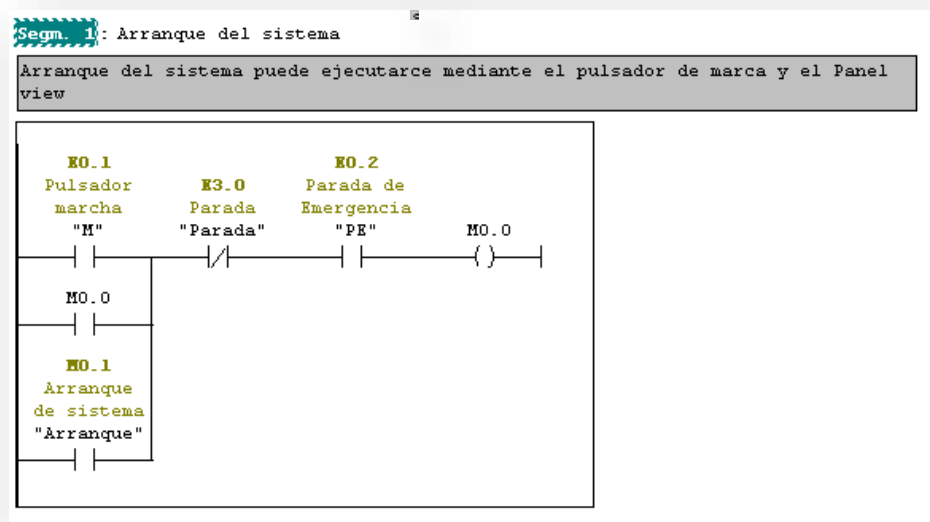 Segm. 1: Arranque del sistema
Arranque del sistema puede ejecutarce mediante el pulsador de marca y el Panel
view
E0.1
Pulsador
marcha
"M"
E3.0
Parada
"Parada"
E0.2
Parada de
Emergencia
"PE"
M0.0
M0.0
M0.1
Arranque
de sistema
"Arranque"